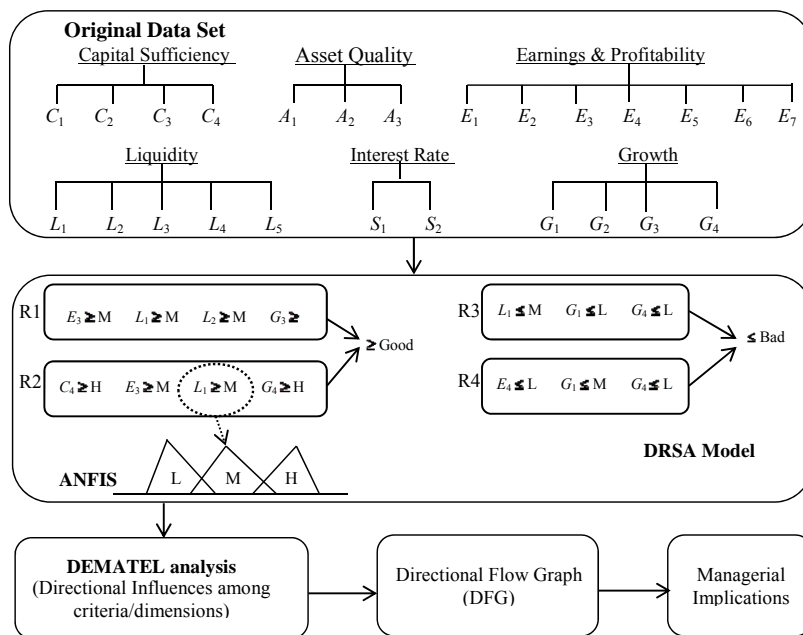 Original Data Set
Capital Sufficiency Asset Quality Earnings & Profitability
C1 C2 C3 C4 A1 A2 A3 E1 E2 E3 E4 E5 E6 E7
Liquidity Interest Rate Growth
L1 L2 L3 L4 L5 S1 S2 G1 G2 G3 G4
R1 E3 ≥ M L1 ≥ M L2 ≥ M G3 ≥
≥ Good
R2 C4 ≥ H E3 ≥ M L1 ≥ M G4 ≥ H
R3 L1 ≤ M G1 ≤ L G4 ≤ L
≤ Bad
R4 E4 ≤ L G1 ≤ M G4 ≤ L
DRSA Model
ANFIS L M H
DEMATEL analysis
(Directional Influences among
criteria/dimensions)
Directional Flow Graph
(DFG)
Managerial
Implications